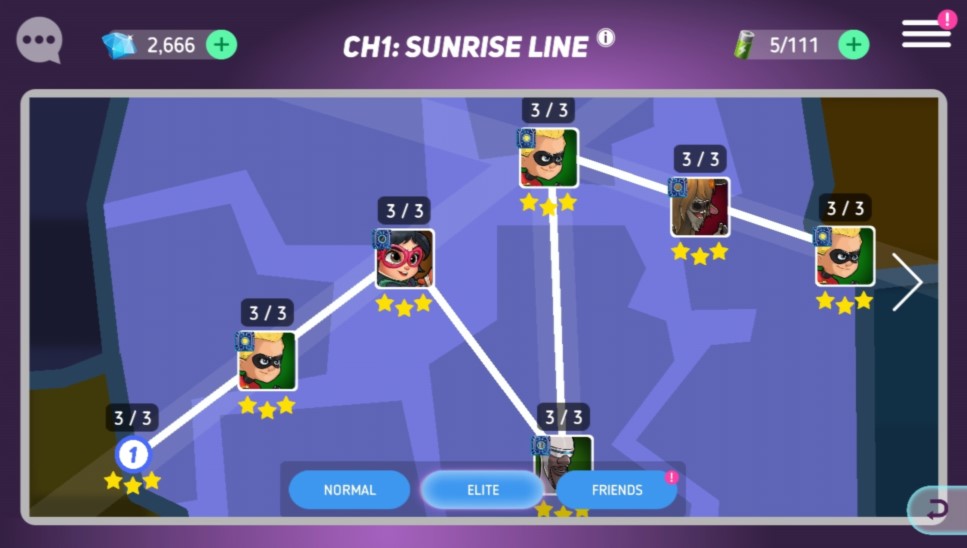 2,666
CH1: SUNRISE LINE
i
5/111
!
3 / 3
3 / 3
3 / 3
3 / 3
3 / 3
3 / 3
3 / 3
1
NORMAL
ELITE
FRIENDS
!